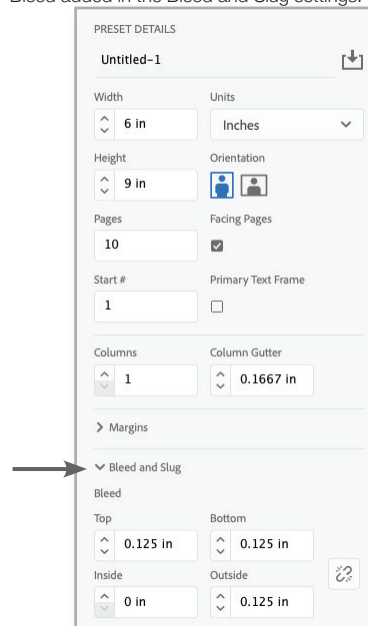 Bleed added in the Bleed and Slug settings.
PRESET DETAILS
Untitled-1
Width Units
6 in Inches
Height Orientation
9 in
Pages Facing Pages
10
Start # Primary Text Frame
1
Columns Column Gutter
1 0.1667 in
Margins
Bleed and Slug
Bleed
Top Bottom
0.125 in 0.125 in
Inside Outside
0 in 0.125 in